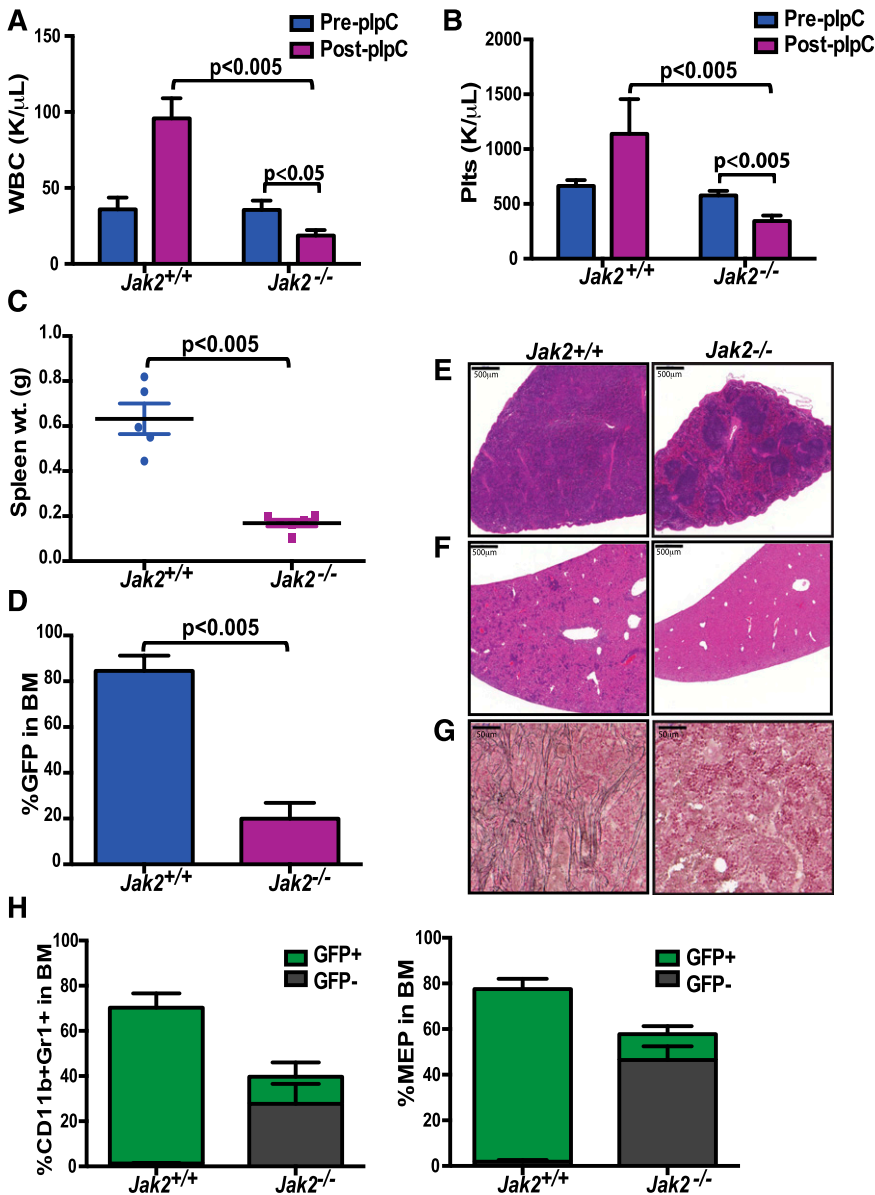 A
Pre-pIpC
Post-pIpC
WBC (K/µL)
150
100
50
0
p<0.005
p<0.05
Jak2+/+
Jak2-/-
B
Pre-pIpC
Post-pIpC
Plts (K/µL)
2000
1500
1000
500
0
p<0.005
p<0.005
Jak2+/+
Jak2-/-
C
Spleen wt. (g)
1.0
0.8
0.6
0.4
0.2
0.0
p<0.005
Jak2+/+
Jak2-/-
D
%GFP in BM
100
80
60
40
20
0
p<0.005
Jak2+/+
Jak2-/-
Jak2+/+
Jak2-/-
E
500µm
500µm
F
500µm
500µm
G
50µm
50µm
H
%CD11b+Gr1+ in BM
100
80
60
40
20
0
GFP+
GFP-
Jak2+/+
Jak2-/-
%MEP in BM
100
80
60
40
20
0
GFP+
GFP-
Jak2+/+
Jak2-/-